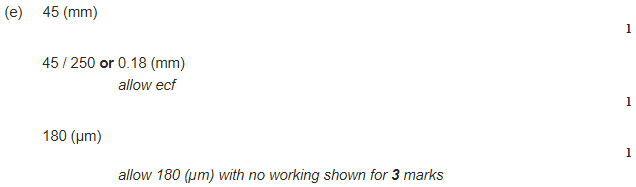 (e) 45 (mm)
1
45 / 250 or 0.18 (mm)
allow ecf
1
180 (μm)
1
allow 180 (μm) with no working shown for 3 marks